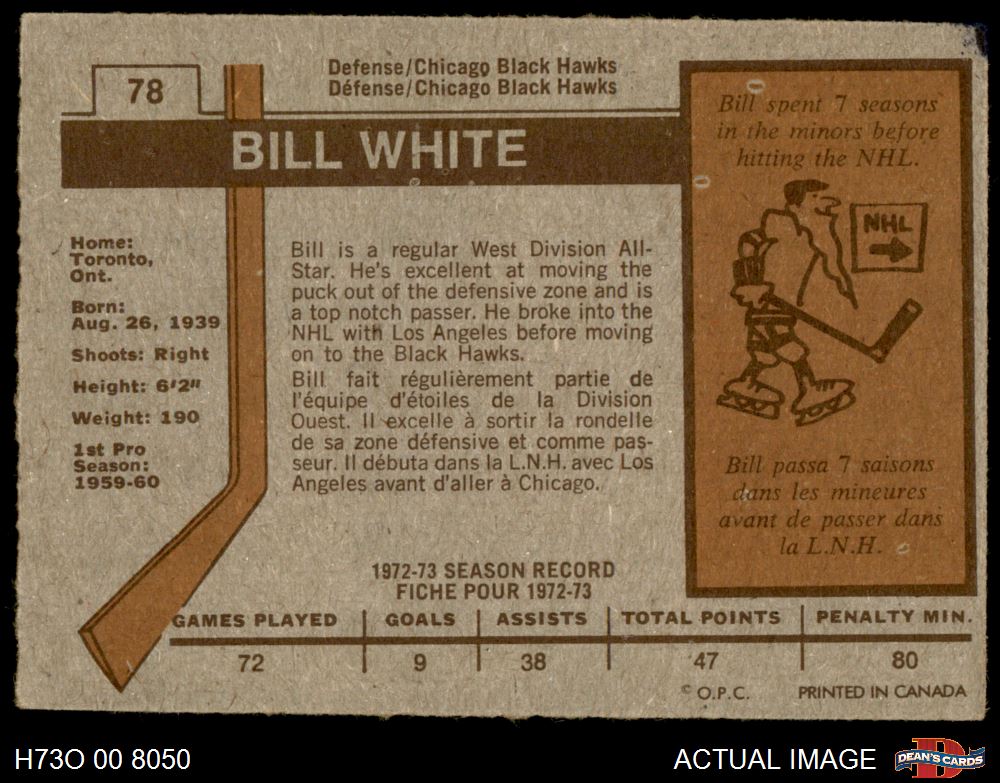 78
Defense/Chicago Black Hawks
Défense/Chicago Black Hawks
BILL WHITE
Home:
Toronto,
Ont.
Born:
Aug. 26, 1939
Shoots: Right
Height: 6'2"
Weight: 190
1st Pro
Season:
1959-60
Bill is a regular West Division All-
Star. He's excellent at moving the
puck out of the defensive zone and is
a top notch passer. He broke into the
NHL with Los Angeles before moving
on to the Black Hawks.
Bill fait régulièrement partie de
l'équipe d'étoiles de la Division
Ouest. Il excelle à sortir la rondelle
de sa zone défensive et comme pas-
seur. Il débuta dans la L.N.H. avec Los
Angeles avant d'aller à Chicago.
Bill spent 7 seasons
in the minors before
hitting the NHL.
NHL
Bill passa 7 saisons
dans les mineures
avant de passer dans
la L.N.H.
1972-73 SEASON RECORD
FICHE POUR 1972-73
GAMES PLAYED GOALS ASSISTS TOTAL POINTS PENALTY MIN.
72 9 38 47 80
© O.P.C. PRINTED IN CANADA
H73O 00 8050 ACTUAL IMAGE D DEAN'S CARDS